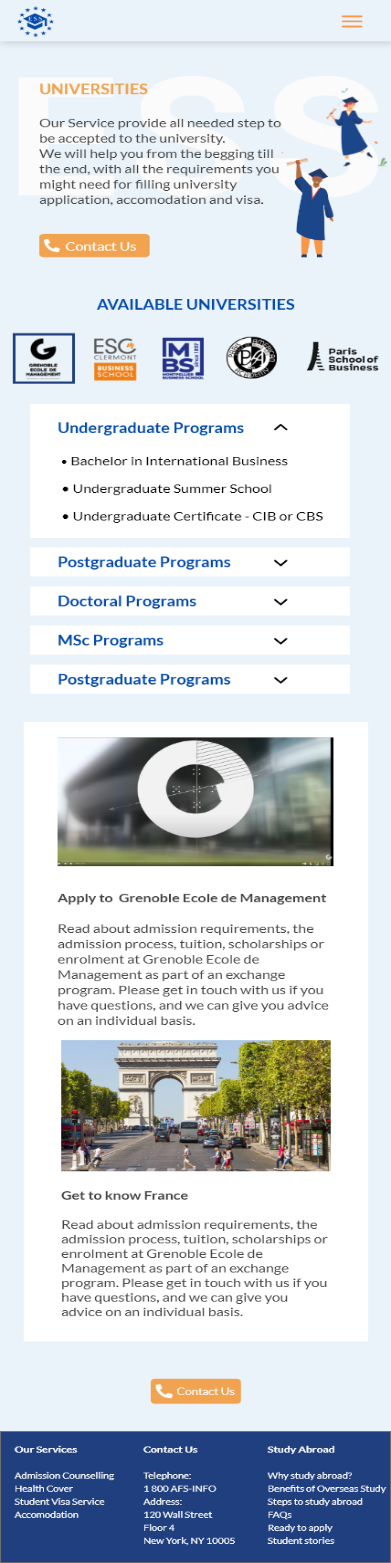 ESS
ESS
UNIVERSITIES
Our Service provide all needed step to
be accepted to the university.
We will help you from the begging till
the end, with all the requirements you
might need for filling university
application, accomodation and visa.
Contact Us
AVAILABLE UNIVERSITIES
GRENOBLE
ECOLE DE
MANAGEMENT
ESC
CLERMONT
BUSINESS
SCHOOL
MBS
since 1897
MONTPELLIER
BUSINESS SCHOOL
PA
Paris
School of
Business
Undergraduate Programs
• Bachelor in International Business
• Undergraduate Summer School
• Undergraduate Certificate - CIB or CBS
Postgraduate Programs
Doctoral Programs
MSc Programs
Postgraduate Programs
Apply to Grenoble Ecole de Management
Read about admission requirements, the
admission process, tuition, scholarships or
enrolment at Grenoble Ecole de
Management as part of an exchange
program. Please get in touch with us if you
have questions, and we can give you advice
on an individual basis.
Get to know France
Read about admission requirements, the
admission process, tuition, scholarships or
enrolment at Grenoble Ecole de
Management as part of an exchange
program. Please get in touch with us if you
have questions, and we can give you
advice on an individual basis.
Contact Us
Our Services
Admission Counselling
Health Cover
Student Visa Service
Accomodation
Contact Us
Telephone:
1 800 AFS-INFO
Address:
120 Wall Street
Floor 4
New York, NY 10005
Study Abroad
Why study abroad?
Benefits of Overseas Study
Steps to study abroad
FAQs
Ready to apply
Student stories